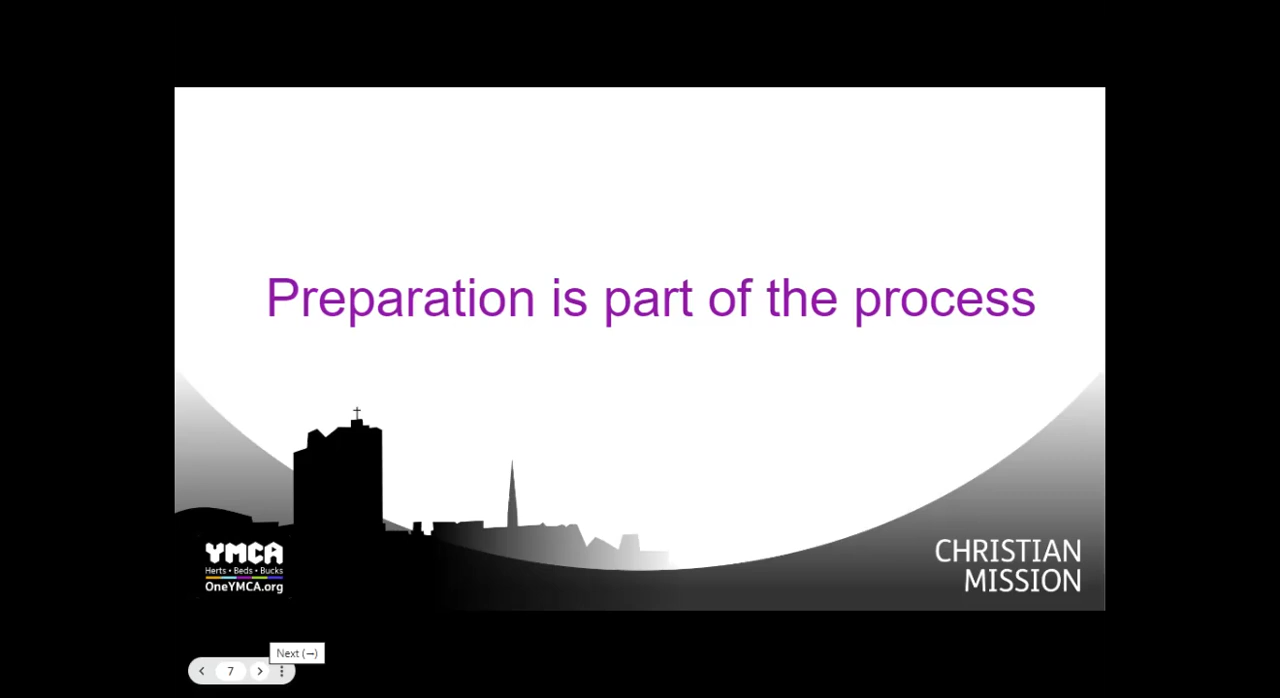 Preparation is part of the process
YMCA
Herts • Beds • Bucks
OneYMCA.org
CHRISTIAN
MISSION
Next (→)
7